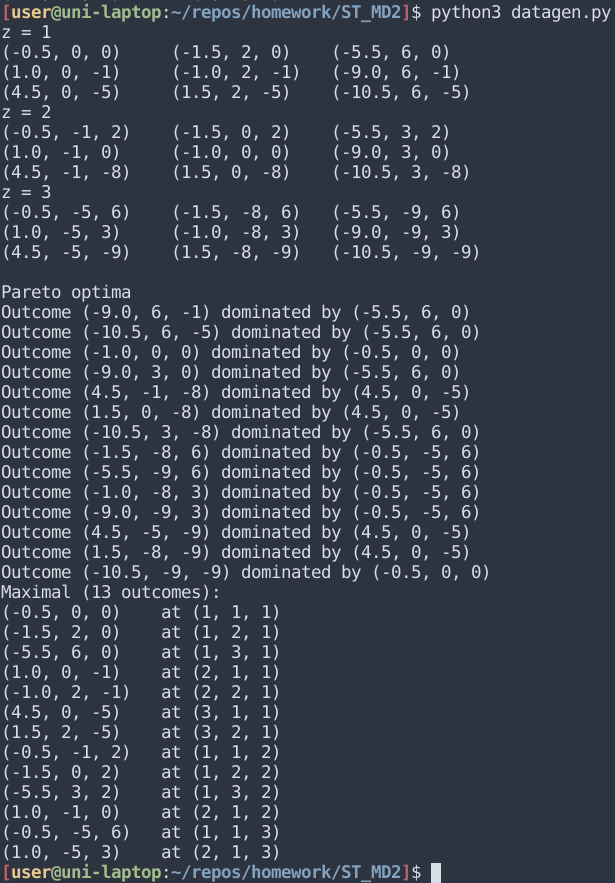 [user@uni-laptop:~/repos/homework/ST_MD2]$ python3 datagen.py
z = 1
(-0.5, 0, 0)     (-1.5, 2, 0)    (-5.5, 6, 0)
(1.0, 0, -1)     (-1.0, 2, -1)   (-9.0, 6, -1)
(4.5, 0, -5)     (1.5, 2, -5)    (-10.5, 6, -5)
z = 2
(-0.5, -1, 2)    (-1.5, 0, 2)    (-5.5, 3, 2)
(1.0, -1, 0)     (-1.0, 0, 0)    (-9.0, 3, 0)
(4.5, -1, -8)    (1.5, 0, -8)    (-10.5, 3, -8)
z = 3
(-0.5, -5, 6)    (-1.5, -8, 6)   (-5.5, -9, 6)
(1.0, -5, 3)     (-1.0, -8, 3)   (-9.0, -9, 3)
(4.5, -5, -9)    (1.5, -8, -9)   (-10.5, -9, -9)

Pareto optima
Outcome (-9.0, 6, -1) dominated by (-5.5, 6, 0)
Outcome (-10.5, 6, -5) dominated by (-5.5, 6, 0)
Outcome (-1.0, 0, 0) dominated by (-0.5, 0, 0)
Outcome (-9.0, 3, 0) dominated by (-5.5, 6, 0)
Outcome (4.5, -1, -8) dominated by (4.5, 0, -5)
Outcome (1.5, 0, -8) dominated by (4.5, 0, -5)
Outcome (-10.5, 3, -8) dominated by (-5.5, 6, 0)
Outcome (-1.5, -8, 6) dominated by (-0.5, -5, 6)
Outcome (-5.5, -9, 6) dominated by (-0.5, -5, 6)
Outcome (-1.0, -8, 3) dominated by (-0.5, -5, 6)
Outcome (-9.0, -9, 3) dominated by (-0.5, -5, 6)
Outcome (4.5, -5, -9) dominated by (4.5, 0, -5)
Outcome (1.5, -8, -9) dominated by (4.5, 0, -5)
Outcome (-10.5, -9, -9) dominated by (-0.5, 0, 0)
Maximal (13 outcomes):
(-0.5, 0, 0)    at (1, 1, 1)
(-1.5, 2, 0)    at (1, 2, 1)
(-5.5, 6, 0)    at (1, 3, 1)
(1.0, 0, -1)    at (2, 1, 1)
(-1.0, 2, -1)   at (2, 2, 1)
(4.5, 0, -5)    at (3, 1, 1)
(1.5, 2, -5)    at (3, 2, 1)
(-0.5, -1, 2)   at (1, 1, 2)
(-1.5, 0, 2)    at (1, 2, 2)
(-5.5, 3, 2)    at (1, 3, 2)
(1.0, -1, 0)    at (2, 1, 2)
(-0.5, -5, 6)   at (1, 1, 3)
(1.0, -5, 3)    at (2, 1, 3)
[user@uni-laptop:~/repos/homework/ST_MD2]$